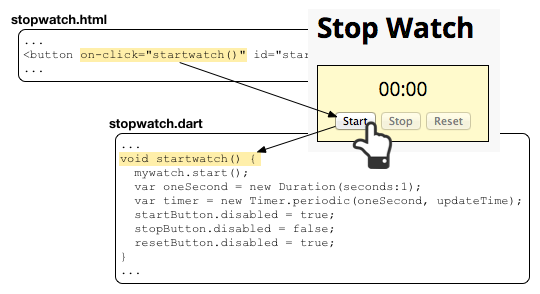 stopwatch.html
...
<button on-click="startwatch()" id="star
...
Stop Watch
00:00
Start Stop Reset
stopwatch.dart
...
void startwatch() {
  mywatch.start();
  var oneSecond = new Duration(seconds:1);
  var timer = new Timer.periodic(oneSecond, updateTime);
  startButton.disabled = true;
  stopButton.disabled = false;
  resetButton.disabled = true;
}
...